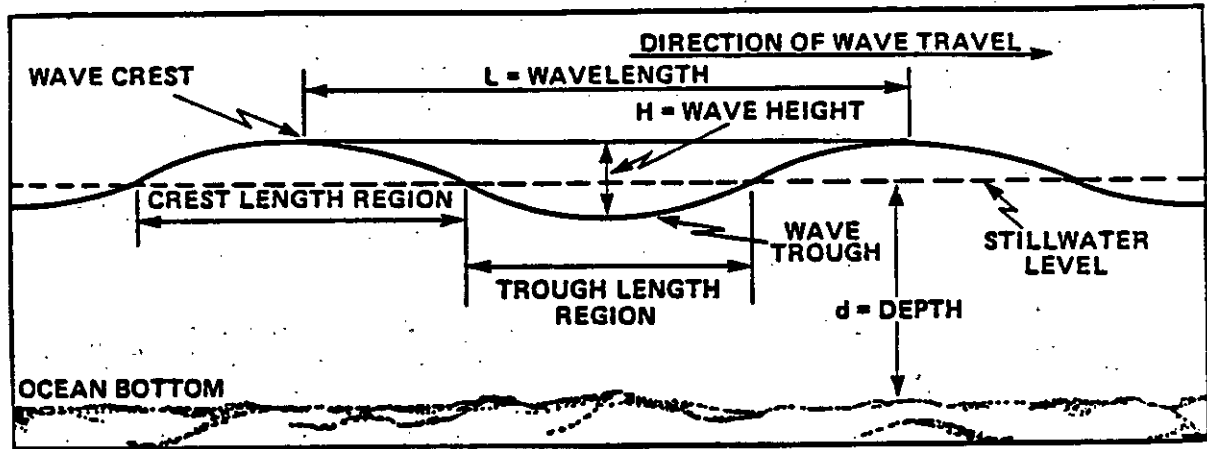 DIRECTION OF WAVE TRAVEL
WAVE CREST
L = WAVELENGTH
H = WAVE HEIGHT
CREST LENGTH REGION
WAVE
TROUGH
STILLWATER
LEVEL
TROUGH LENGTH
REGION
d = DEPTH
OCEAN BOTTOM